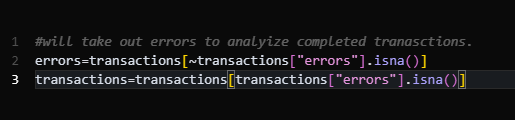 1 #will take out errors to analyize completed tranasctions.
2 errors=transactions[~transactions["errors"].isna()]
3 transactions=transactions[transactions["errors"].isna()]